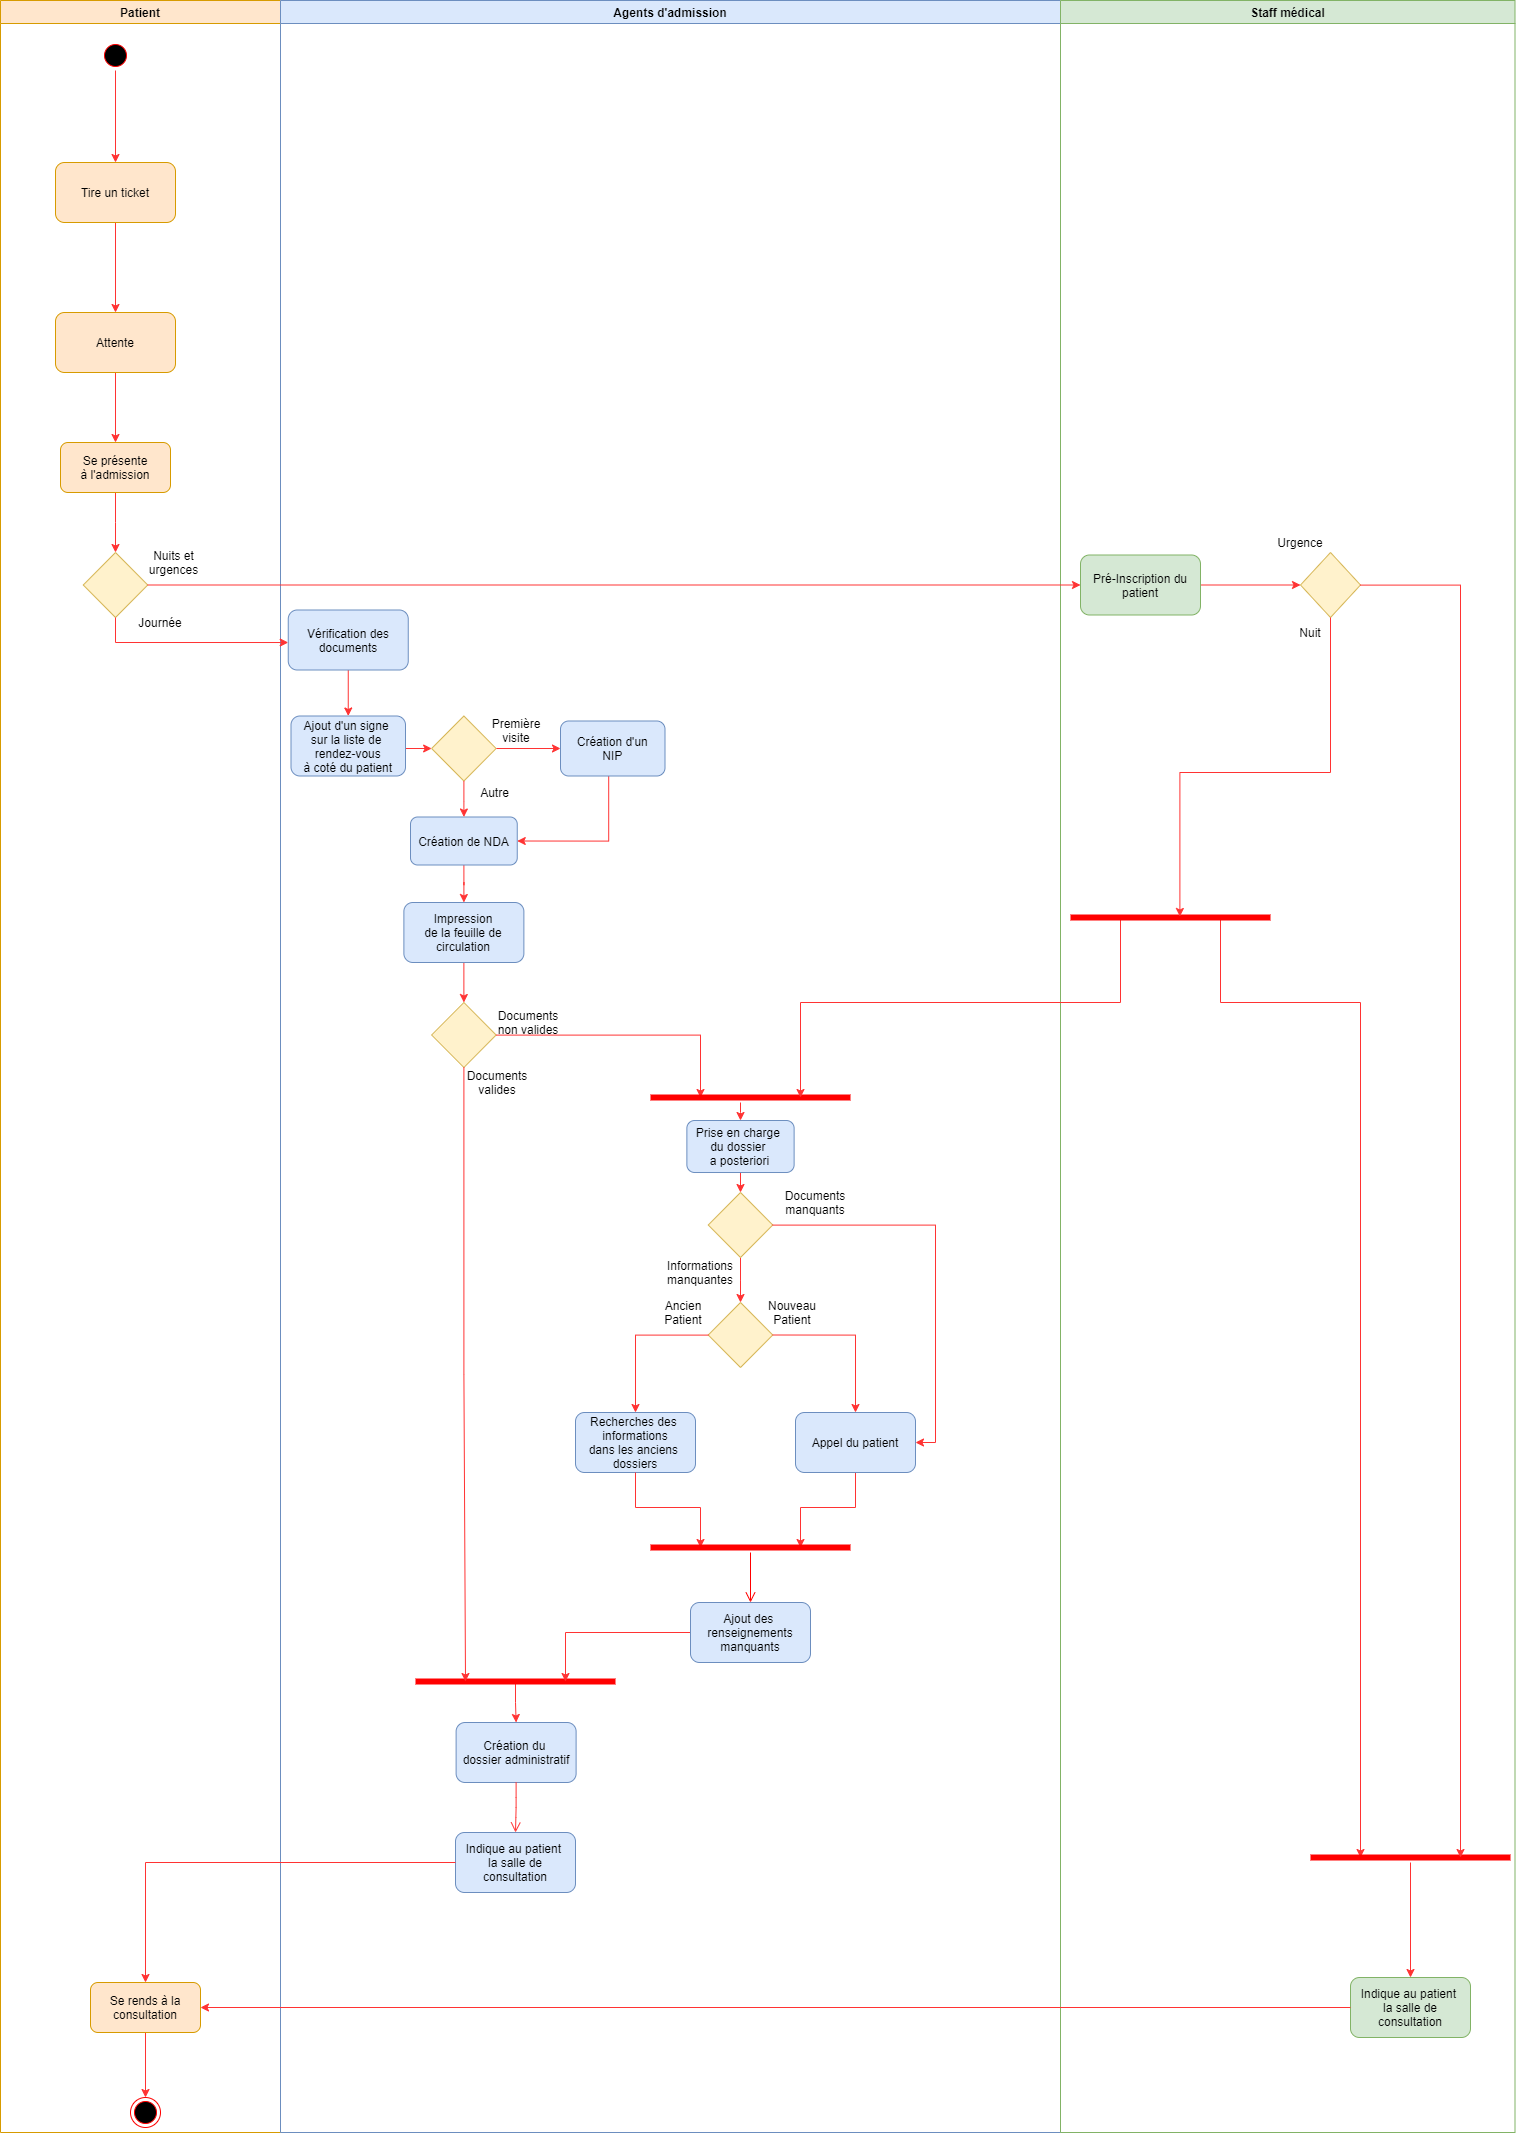 Patient
Agents d'admission
Staff médical
Tire un ticket
Attente
Se présente
à l'admission
Nuits et
urgences
Journée
Pré-Inscription du
patient
Urgence
Nuit
Vérification des
documents
Ajout d'un signe
sur la liste de
rendez-vous
à coté du patient
Première
visite
Création d'un
NIP
Autre
Création de NDA
Impression
de la feuille de
circulation
Documents
non valides
Documents
valides
Prise en charge
du dossier
a posteriori
Documents
manquants
Informations
manquantes
Ancien
Patient
Nouveau
Patient
Recherches des
informations
dans les anciens
dossiers
Appel du patient
Ajout des
renseignements
manquants
Création du
dossier administratif
Indique au patient
la salle de
consultation
Se rends à la
consultation
Indique au patient
la salle de
consultation